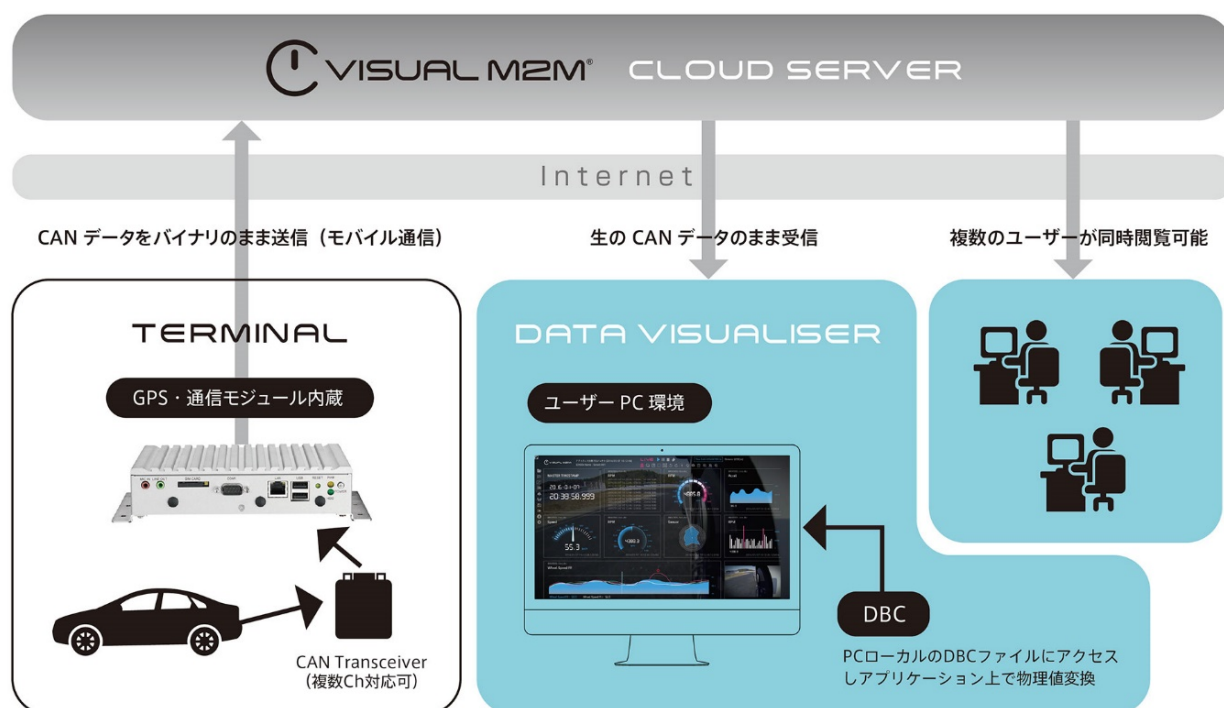 VISUAL M2M® CLOUD SERVER
Internet
CAN データをバイナリのまま送信（モバイル通信）
生の CAN データのまま受信
複数のユーザーが同時閲覧可能
TERMINAL
GPS・通信モジュール内蔵
CAN Transceiver
（複数Ch対応可）
DATA VISUALISER
ユーザー PC 環境
55.3
4880.3
DBC
PCローカルのDBCファイルにアクセス
しアプリケーション上で物理値変換